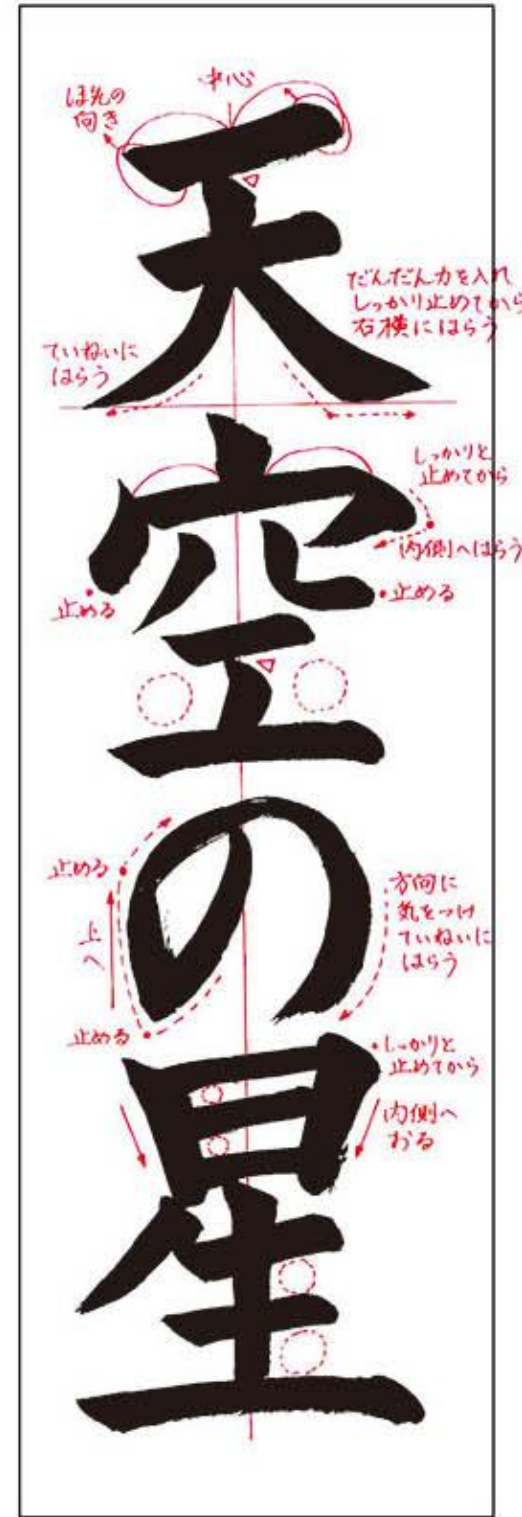 天空の星
中心
ほ先の
向き
だんだん力を入れ
しっかり止めてから
右横にはらう
ていねいに
はらう
しっかりと
止めてから
内側へはらう
止める
止める
止める
上へ
止める
方向に
気をつけ
ていねいに
はらう
しっかりと
止めてから
内側へ
おる